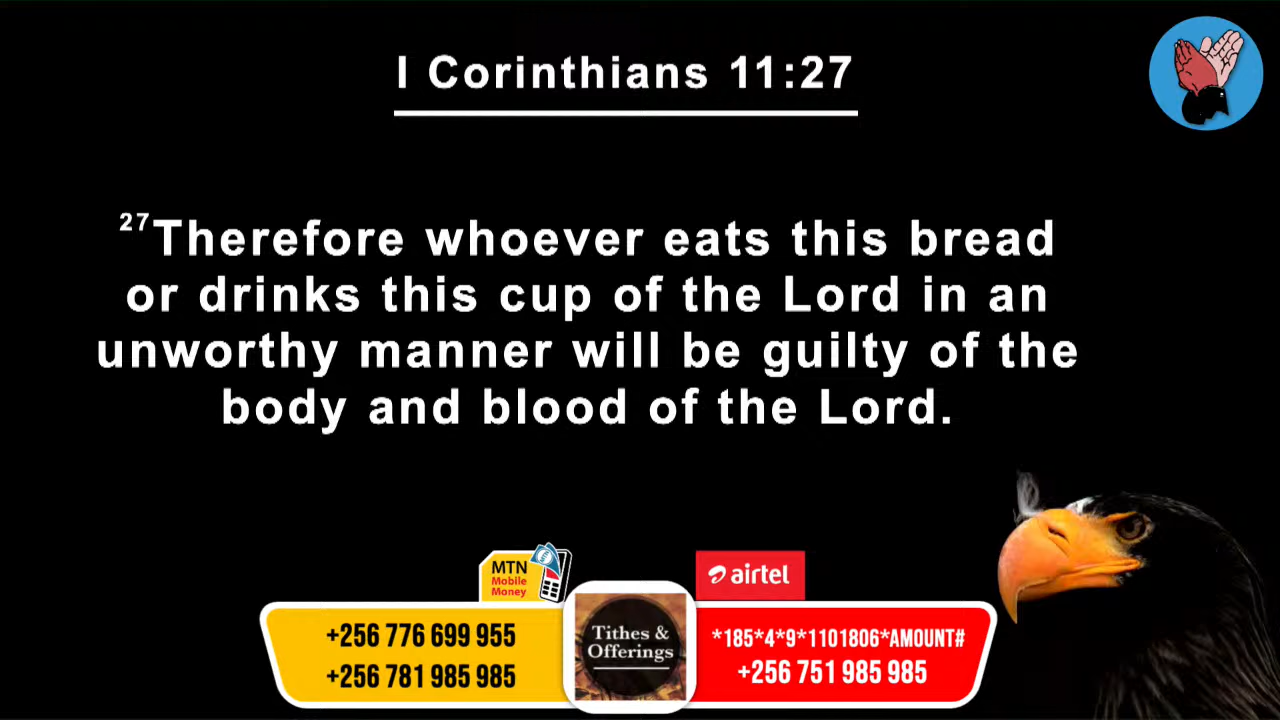 I Corinthians 11:27
27Therefore whoever eats this bread
or drinks this cup of the Lord in an
unworthy manner will be guilty of the
body and blood of the Lord.
MTN
Mobile
Money
airtel
+256 776 699 955
+256 781 985 985
Tithes &
Offerings
*185*4*9*1101806*AMOUNT#
+256 751 985 985